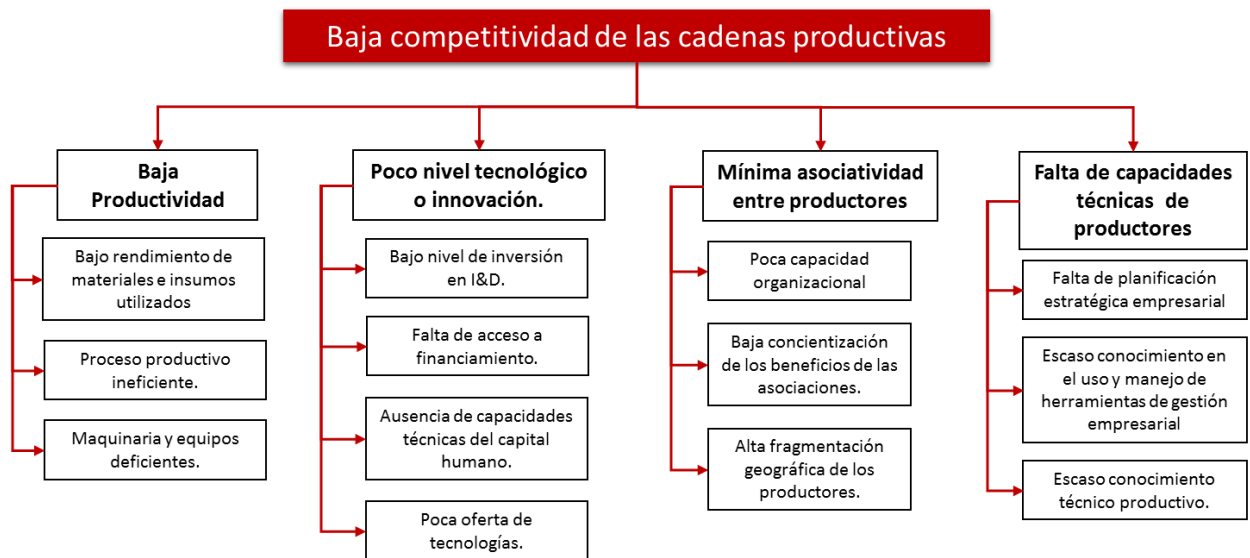 Baja competitividad de las cadenas productivas
Baja
Productividad
Bajo rendimiento de
materiales e insumos
utilizados
Proceso productivo
ineficiente.
Maquinaria y equipos
deficientes.
Poco nivel tecnológico
o innovación.
Bajo nivel de inversión
en I&D.
Falta de acceso a
financiamiento.
Ausencia de capacidades
técnicas del capital
humano.
Poca oferta de
tecnologías.
Mínima asociatividad
entre productores
Poca capacidad
organizacional
Baja concientización
de los beneficios de las
asociaciones.
Alta fragmentación
geográfica de los
productores.
Falta de capacidades
técnicas de
productores
Falta de planificación
estratégica empresarial
Escaso conocimiento en
el uso y manejo de
herramientas de gestión
empresarial
Escaso conocimiento
técnico productivo.